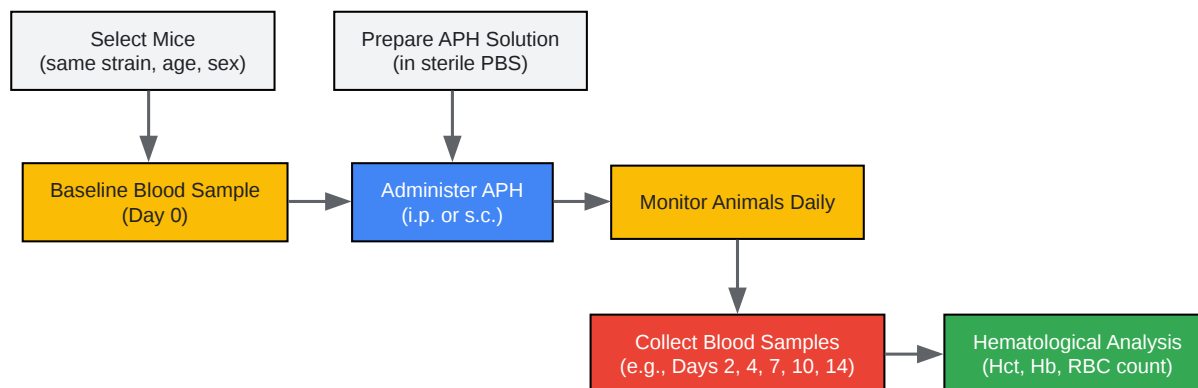 Select Mice
(same strain, age, sex)
Prepare APH Solution
(in sterile PBS)
Baseline Blood Sample
(Day 0)
Administer APH
(i.p. or s.c.)
Monitor Animals Daily
Collect Blood Samples
(e.g., Days 2, 4, 7, 10, 14)
Hematological Analysis
(Hct, Hb, RBC count)